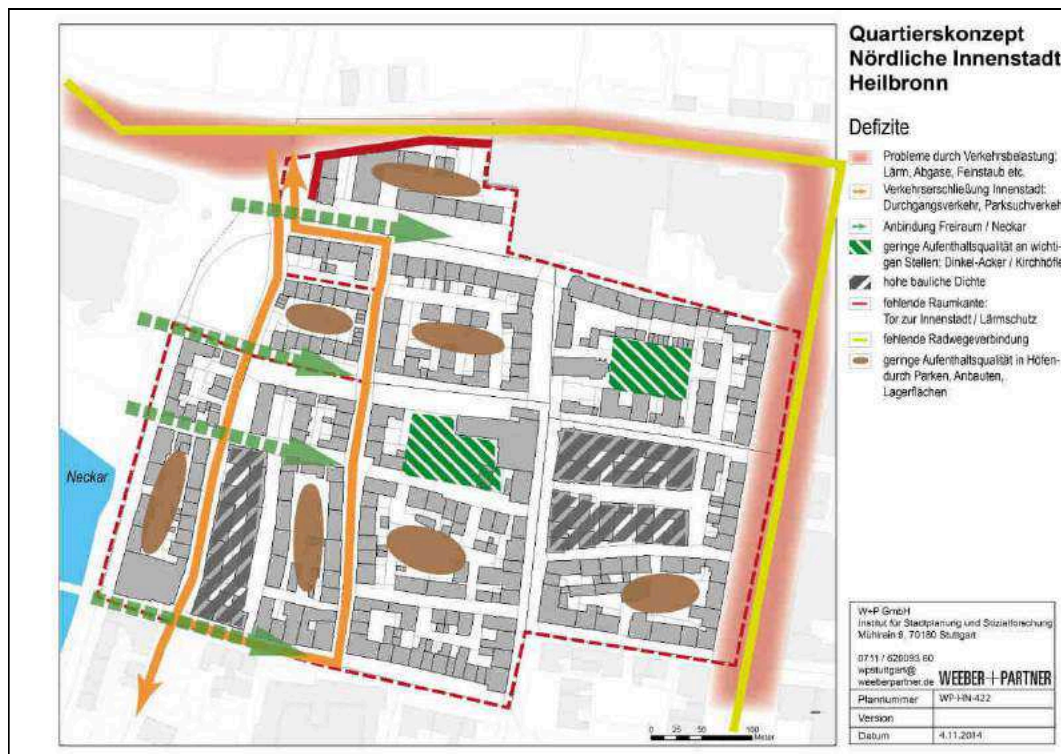 Quartierskonzept
Nördliche Innenstadt
Heilbronn
Defizite
Probleme durch Verkehrsbelastung:
Lärm, Abgase, Feinstaub etc.
Verkehrserschließung Innenstadt:
Durchgangsverkehr, Parksuchverkeh
Anbindung Freiraum / Neckar
geringe Aufenthaltsqualität an wichti-
gen Stellen: Dinkel-Acker / Kirchhöfe
hohe bauliche Dichte
fehlende Raumkante:
Tor zur Innenstadt / Lärmschutz
fehlende Radwegeverbindung
geringe Aufenthaltsqualität in Höfen
durch Parken, Anbauten,
Lagerflächen
Neckar
0 25 50 100
Meter
W+P GmbH
Institut für Stadtplanung und Sozialforschung
Mühlrain 9, 70180 Stuttgart
0711 / 620093 60
wpstuttgart@
weeberpartner.de WEEBER+PARTNER
Plannummer WP-HN-422
Version
Datum 4.11.2014